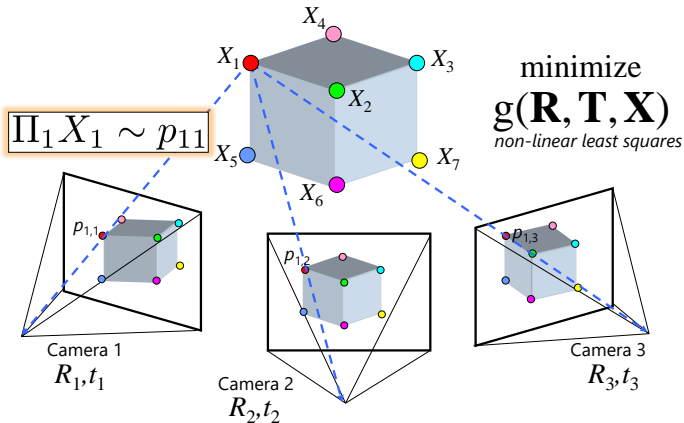 X₄
X₁
X₃
X₂
minimize
g(R, T, X)
non-linear least squares
Π₁X₁ ∼ p₁₁
X₅
X₇
X₆
p₁,₁
p₁,₂
p₁,₃
Camera 1
R₁,t₁
Camera 2
R₂,t₂
Camera 3
R₃,t₃